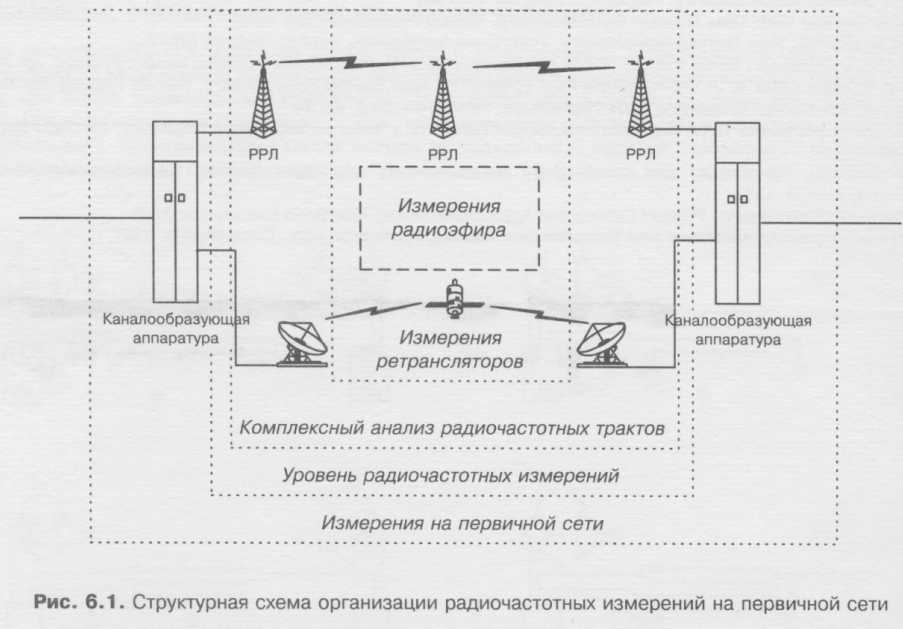 РРЛ РРЛ РРЛ
Измерения
радиоэфира
Каналообразующая
аппаратура
Каналообразующая
аппаратура
Измерения
ретрансляторов
Комплексный анализ радиочастотных трактов
Уровень радиочастотных измерений
Измерения на первичной сети
Рис. 6.1. Структурная схема организации радиочастотных измерений на первичной сети